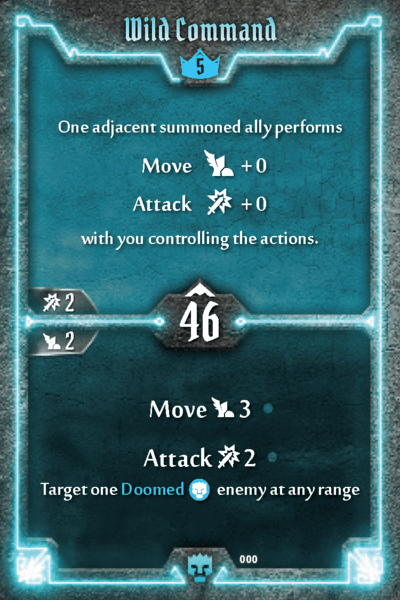 Wild Command
5
One adjacent summoned ally performs
Move +0
Attack +0
with you controlling the actions.
2
46
2
Move 3
Attack 2
Target one Doomed enemy at any range
000